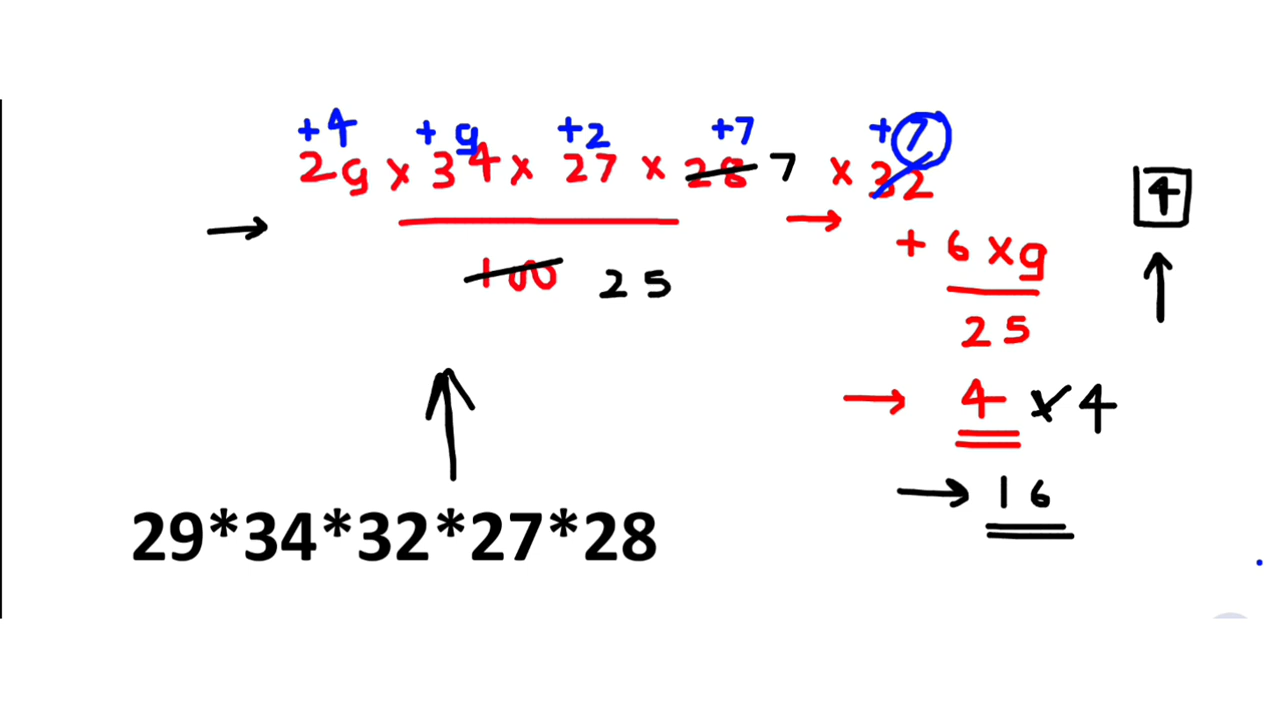 +4 +9 +2 +7 +7
29 x 34 x 27 x 28 7 x 32
100 25
4
+ 6 x 9
25
4 x 4
16
29*34*32*27*28